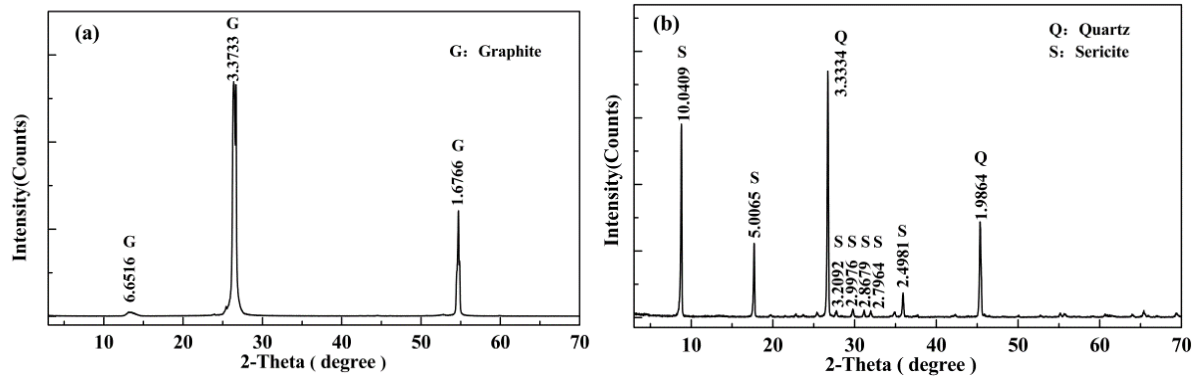 (a)
G
3.3733
G: Graphite
G
1.6766
G
6.6516
Intensity(Counts)
10
20
30
40
50
60
70
2-Theta ( degree )
(b)
Q: Quartz
S: Sericite
Q
3.3334
S
10.0409
S
5.0065
S
3.2092
S
2.9976
S
2.8679
S
2.7964
S
2.4981
Q
1.9864
Intensity(Counts)
10
20
30
40
50
60
70
2-Theta ( degree )